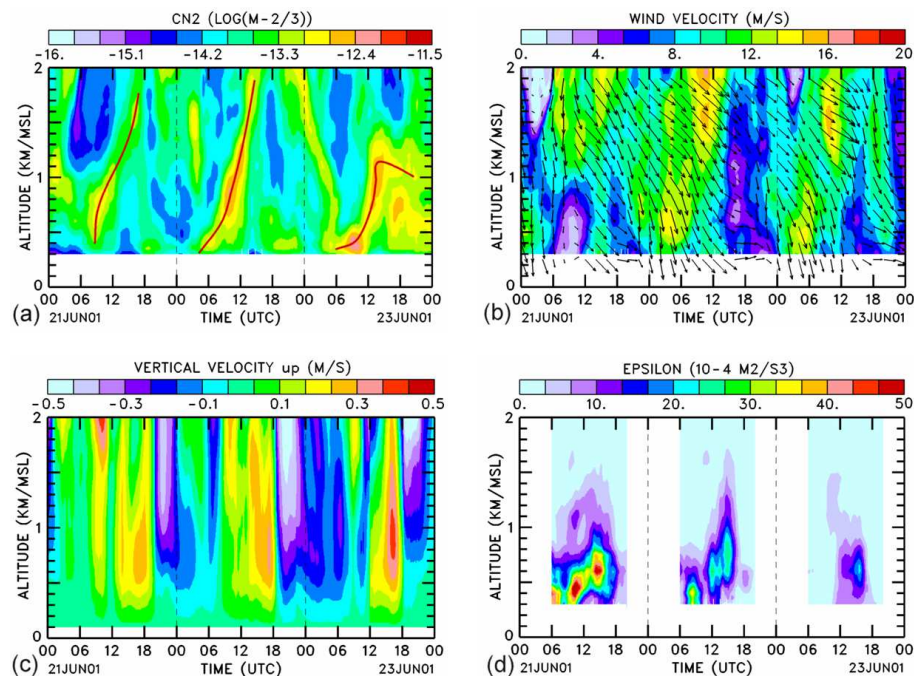 CN2 (LOG(M-2/3))
-16. -15.1 -14.2 -13.3 -12.4 -11.5
2
1
0
ALTITUDE (KM/MSL)
00 06 12 18 00 06 12 18 00 06 12 18 00
(a) 21JUN01 TIME (UTC) 23JUN01
WIND VELOCITY (M/S)
0. 4. 8. 12. 16. 20
2
1
0
ALTITUDE (KM/MSL)
00 06 12 18 00 06 12 18 00 06 12 18 00
(b) 21JUN01 TIME (UTC) 23JUN01
VERTICAL VELOCITY up (M/S)
-0.5 -0.3 -0.1 0.1 0.3 0.5
2
1
0
ALTITUDE (KM/MSL)
00 06 12 18 00 06 12 18 00 06 12 18 00
(c) 21JUN01 TIME (UTC) 23JUN01
EPSILON (10-4 M2/S3)
0. 10. 20. 30. 40. 50
2
1
0
ALTITUDE (KM/MSL)
00 06 12 18 00 06 12 18 00 06 12 18 00
(d) 21JUN01 TIME (UTC) 23JUN01